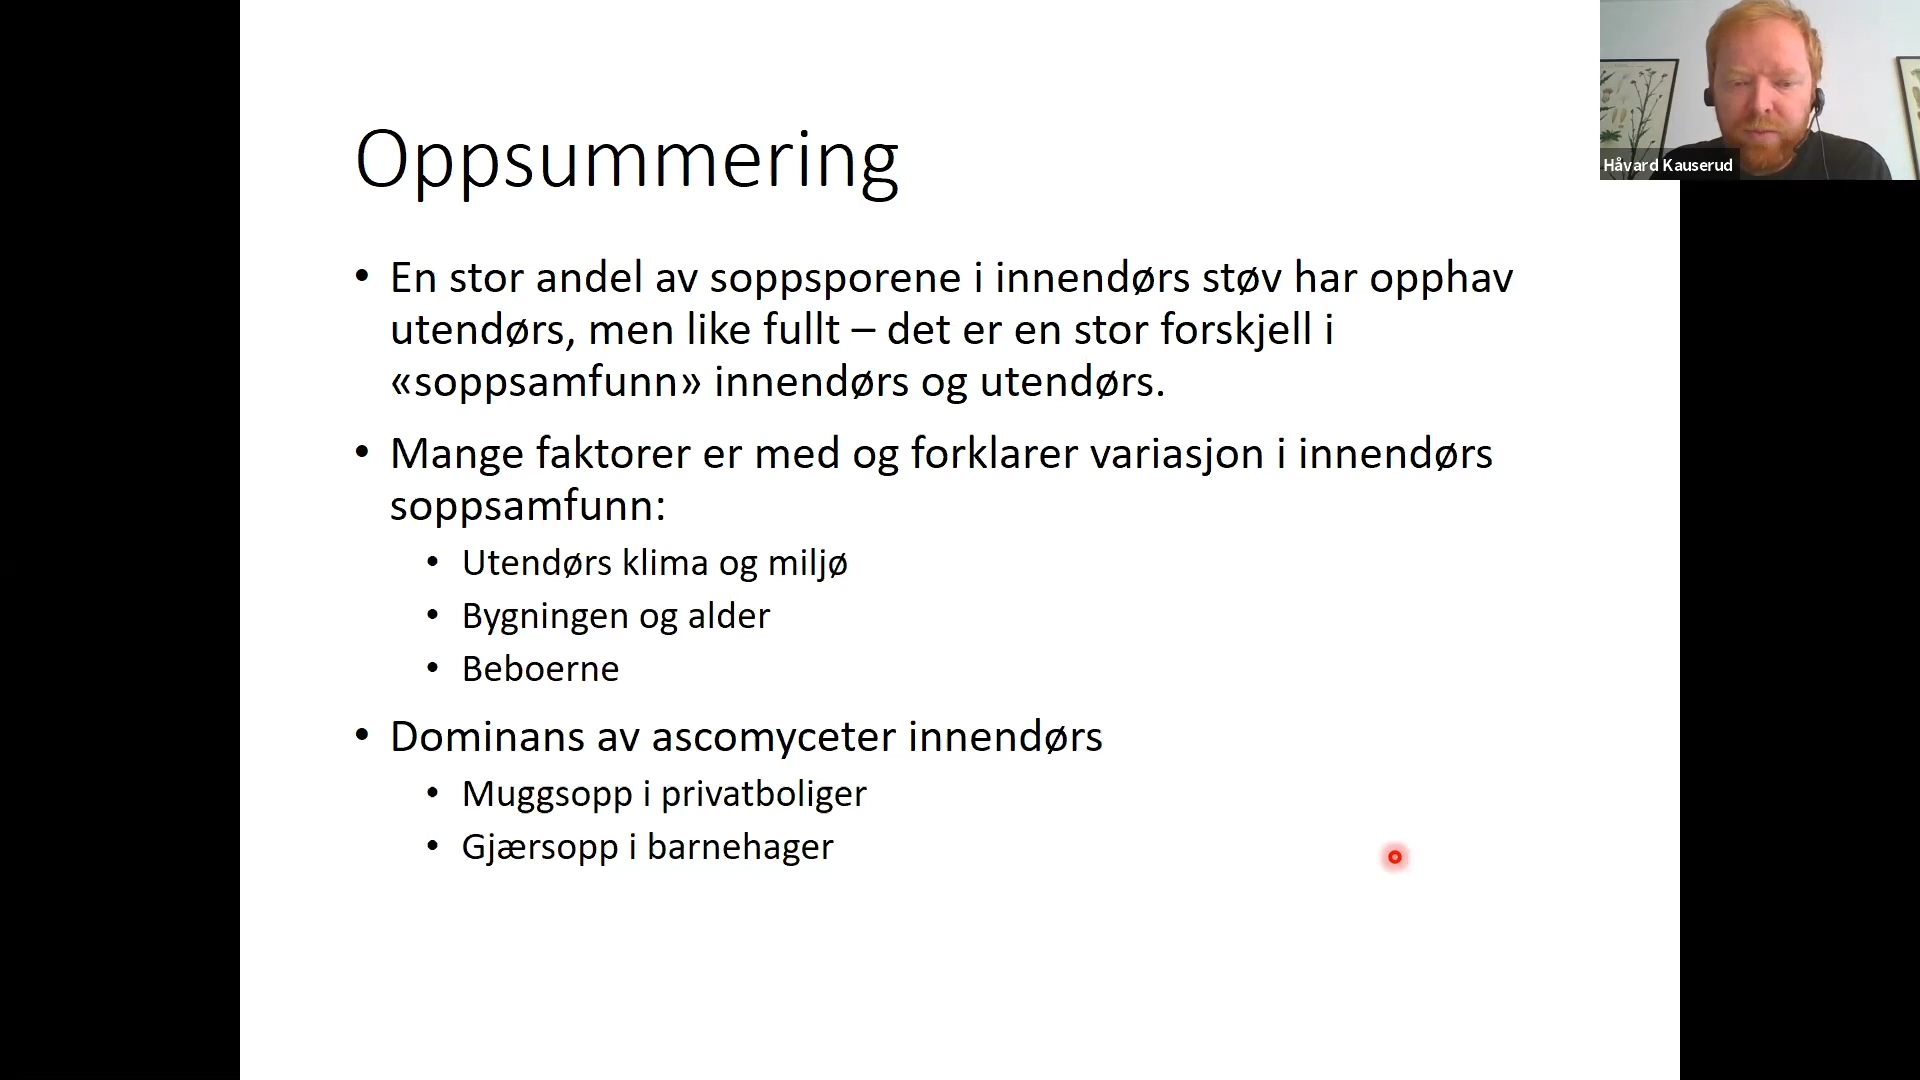 Oppsummering
• En stor andel av soppsporene i innendørs støv har opphav
utendørs, men like fullt – det er en stor forskjell i
«soppsamfunn» innendørs og utendørs.
• Mange faktorer er med og forklarer variasjon i innendørs
soppsamfunn:
• Utendørs klima og miljø
• Bygningen og alder
• Beboerne
• Dominans av ascomyceter innendørs
• Muggsopp i privatboliger
• Gjærsopp i barnehager
Håvard Kauserud